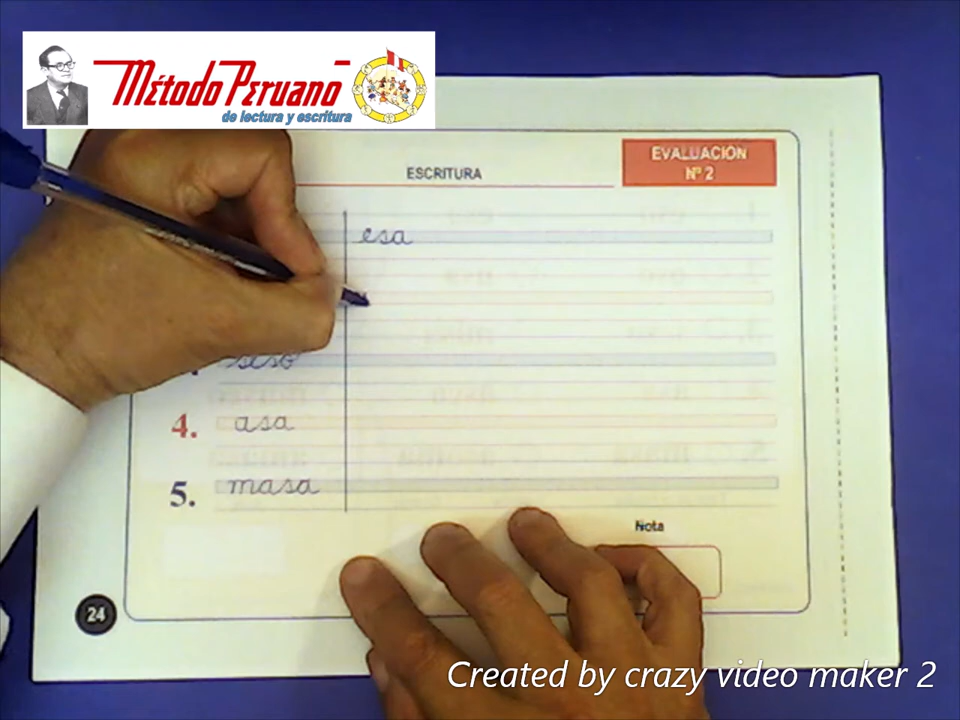 Método Peruano
de lectura y escritura
ESCRITURA
EVALUACIÓN
Nº 2
esa
seso
4. asa
5. masa
Nota
24
Created by crazy video maker 2